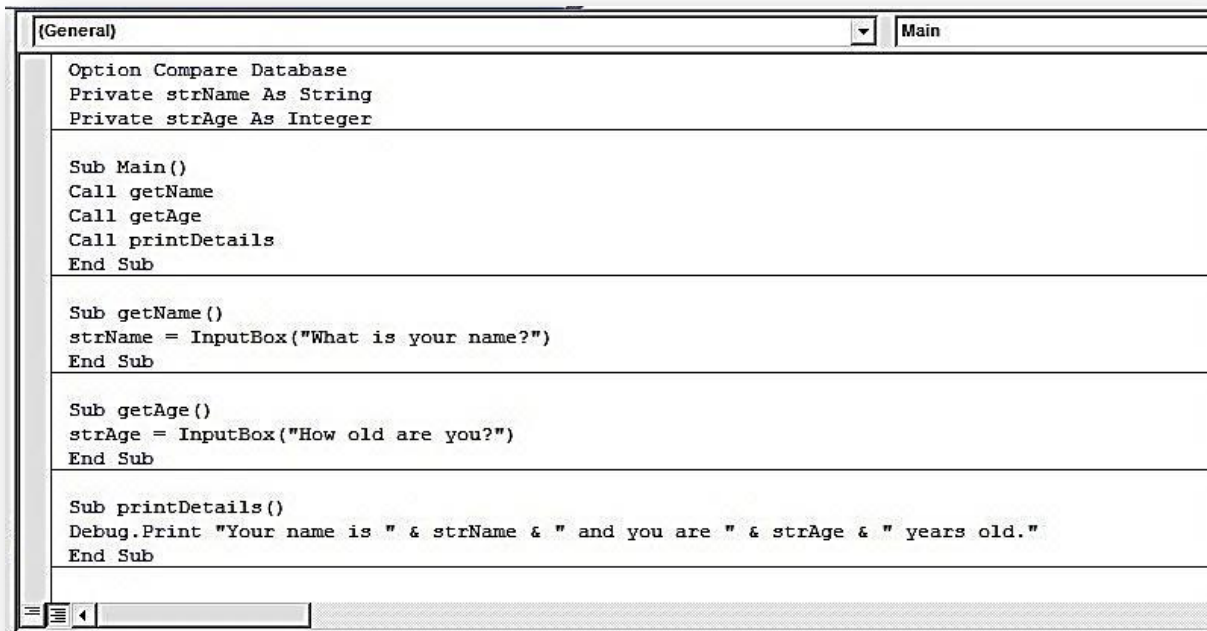 (General)
Main
Option Compare Database
Private strName As String
Private strAge As Integer
Sub Main()
Call getName
Call getAge
Call printDetails
End Sub
Sub getName()
strName = InputBox("What is your name?")
End Sub
Sub getAge()
strAge = InputBox("How old are you?")
End Sub
Sub printDetails()
Debug.Print "Your name is " & strName & " and you are " & strAge & " years old."
End Sub